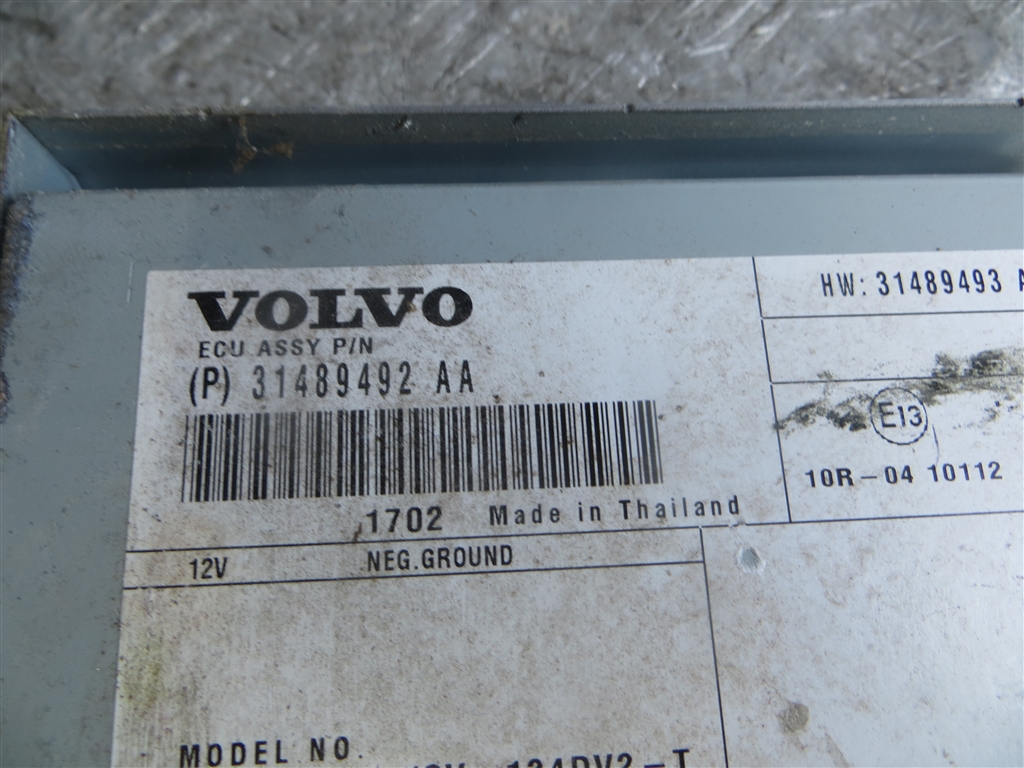 VOLVO
ECU ASSY P/N
(P) 31489492 AA
1702 Made in Thailand
12V NEG.GROUND
MODEL NO.
HW: 31489493
E13
10R-04 10112